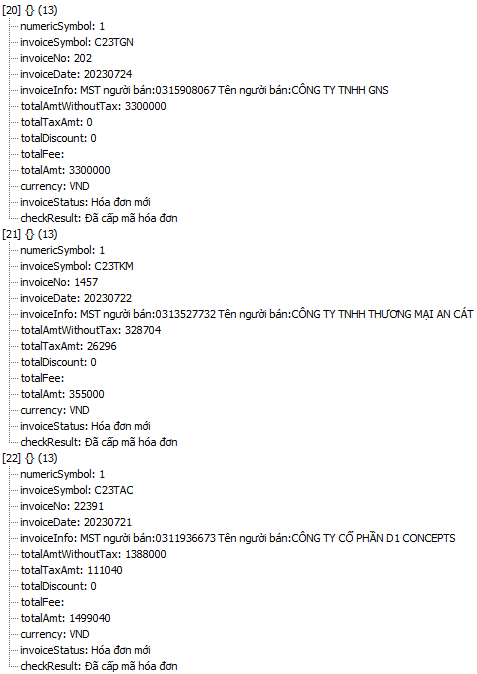 [20] {} (13)
numericSymbol: 1
invoiceSymbol: C23TGN
invoiceNo: 202
invoiceDate: 20230724
invoiceInfo: MST người bán:0315908067 Tên người bán:CÔNG TY TNHH GNS
totalAmtWithoutTax: 3300000
totalTaxAmt: 0
totalDiscount: 0
totalFee:
totalAmt: 3300000
currency: VND
invoiceStatus: Hóa đơn mới
checkResult: Đã cấp mã hóa đơn
[21] {} (13)
numericSymbol: 1
invoiceSymbol: C23TKM
invoiceNo: 1457
invoiceDate: 20230722
invoiceInfo: MST người bán:0313527732 Tên người bán:CÔNG TY TNHH THƯƠNG MẠI AN CÁT
totalAmtWithoutTax: 328704
totalTaxAmt: 26296
totalDiscount: 0
totalFee:
totalAmt: 355000
currency: VND
invoiceStatus: Hóa đơn mới
checkResult: Đã cấp mã hóa đơn
[22] {} (13)
numericSymbol: 1
invoiceSymbol: C23TAC
invoiceNo: 22391
invoiceDate: 20230721
invoiceInfo: MST người bán:0311936673 Tên người bán:CÔNG TY CỔ PHẦN D1 CONCEPTS
totalAmtWithoutTax: 1388000
totalTaxAmt: 111040
totalDiscount: 0
totalFee:
totalAmt: 1499040
currency: VND
invoiceStatus: Hóa đơn mới
checkResult: Đã cấp mã hóa đơn